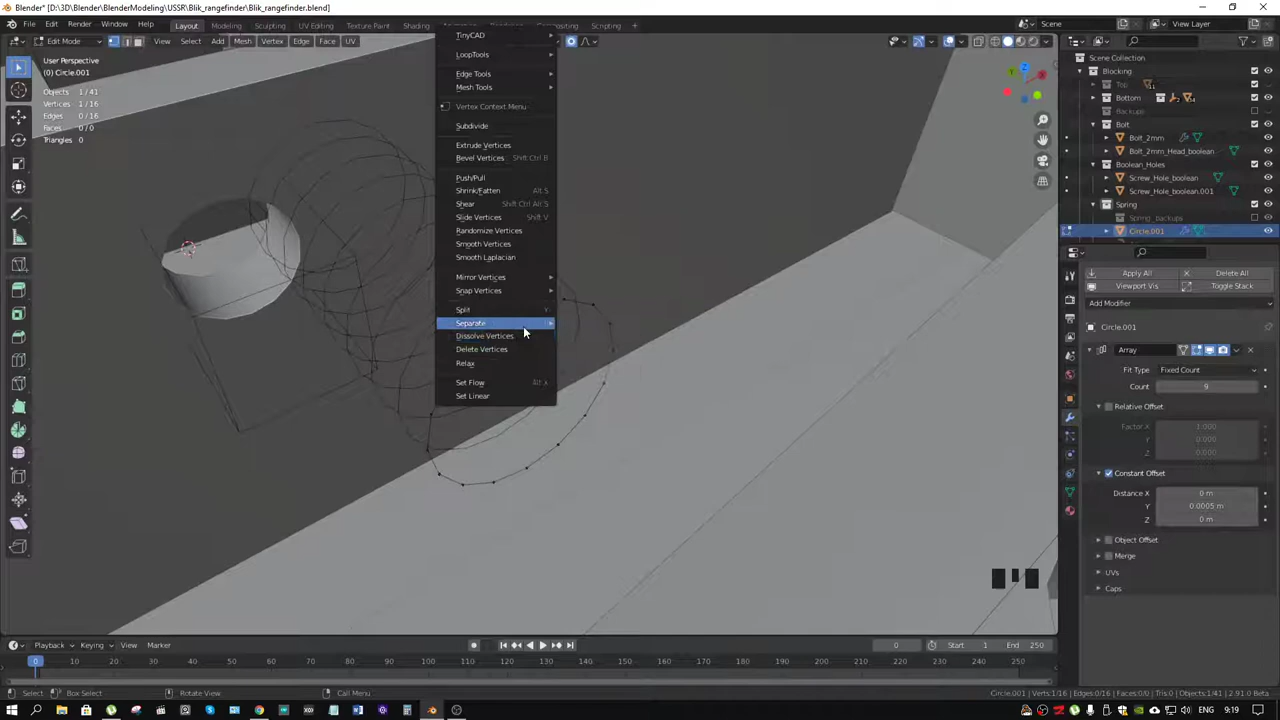 Blender* [D:\3D\Blender\BlenderModeling\USSR\Blik_rangefinder\Blik_rangefinder.blend]
File Edit Render Window Help Layout Modeling Sculpting UV Editing Texture Paint Shading Animation Rendering Compositing Scripting Scene View Layer
Edit Mode View Select Add Mesh Vertex Edge Face UV
User Perspective
(0) Circle.001
Objects 1/41
Vertices 1/16
Edges 0/16
Faces 0/0
Triangles 0
TinyCAD
LoopTools
Edge Tools
Mesh Tools
Vertex Context Menu
Subdivide
Extrude Vertices
Bevel Vertices Shift Ctrl B
Push/Pull
Shrink/Fatten Alt S
Shear Shift Ctrl Alt S
Slide Vertices Shift V
Randomize Vertices
Smooth Vertices
Smooth Laplacian
Mirror Vertices
Snap Vertices
Split Y
Separate
Dissolve Vertices
Delete Vertices
Relax
Set Flow Alt X
Set Linear
Scene Collection
Blocking
Top
Bottom
Backups
Bolt
Bolt_2mm
Bolt_2mm_Head_boolean
Boolean_Holes
Screw_Hole_boolean
Screw_Hole_boolean.001
Spring
Spring_backups
Circle.001
Apply All Delete All
Viewport Vis Toggle Stack
Add Modifier
Circle.001
Array
Fit Type Fixed Count
Count 9
Relative Offset
Factor X 1.000
Y 0.000
Z 0.000
Constant Offset
Distance X 0 m
Y 0.0005 m
Z 0 m
Object Offset
Merge
UVs
Caps
Playback Keying View Marker 0 Start 1 End 250
0 10 20 30 40 50 60 70 80 90 100 110 120 130 140 150 160 170 180 190 200 210 220 230 240 250
Select Box Select Rotate View Call Menu Circle.001 | Verts:1/16 | Edges:0/16 | Faces:0/0 | Tris:0 | Objects:1/41 | 2.91.0 Beta
ENG 9:19